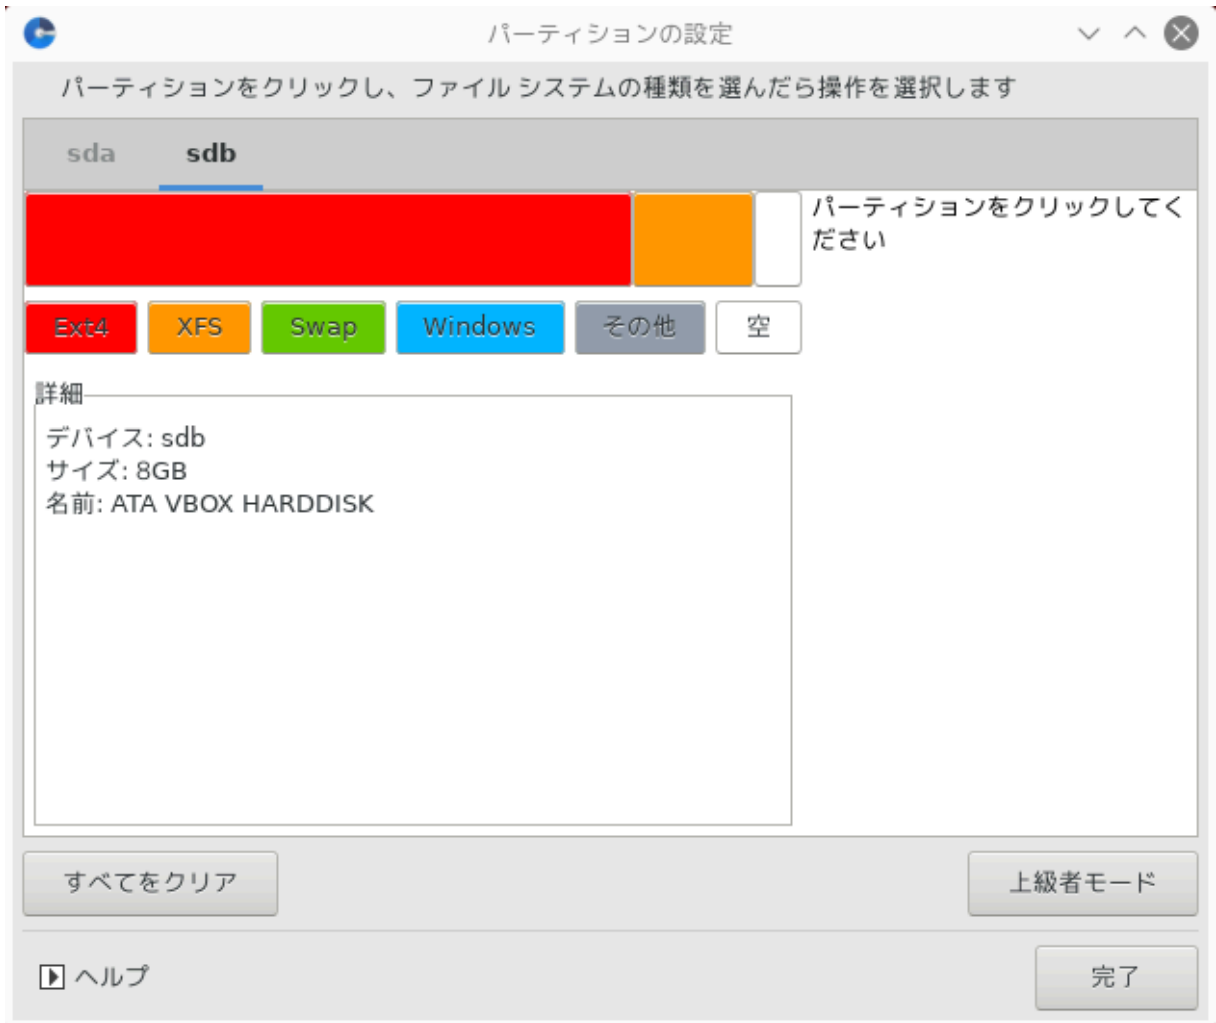 パーティションの設定
パーティションをクリックし、ファイル システムの種類を選んだら操作を選択します
sda
sdb
パーティションをクリックしてく
ださい
Ext4
XFS
Swap
Windows
その他
空
詳細
デバイス: sdb
サイズ: 8GB
名前: ATA VBOX HARDDISK
すべてをクリア
上級者モード
ヘルプ
完了